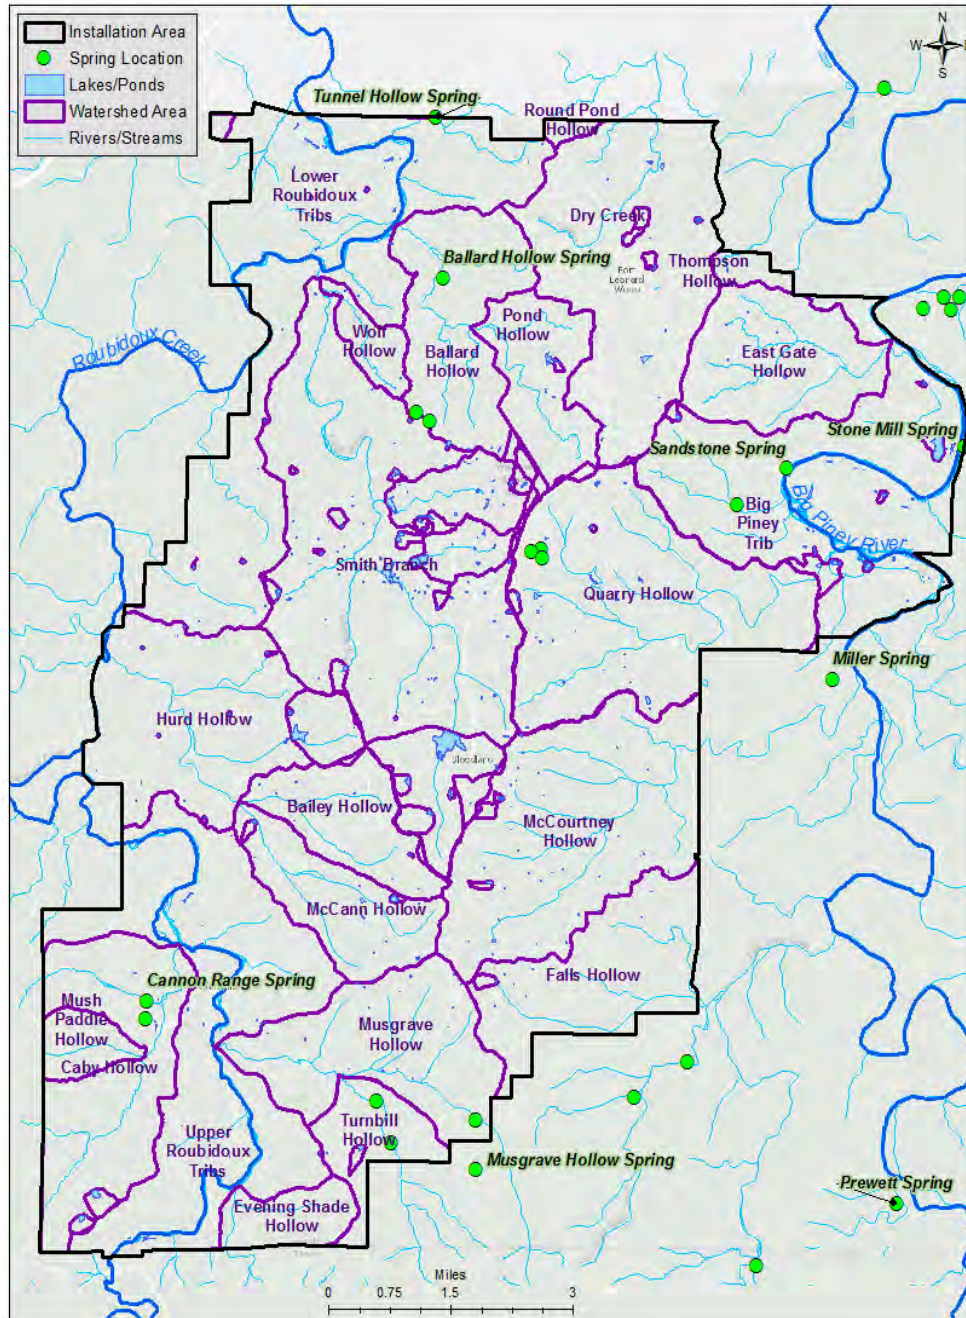 Installation Area
Spring Location
Lakes/Ponds
Watershed Area
Rivers/Streams
N
W
S
Tunnel Hollow Spring
Round Pond
Hollow
Lower
Roubidoux
Tribs
Dry Creek
Ballard Hollow Spring
Fort
Leonard
Wood
Thompson
Hollow
Pond
Hollow
Wolf
Hollow
Ballard
Hollow
East Gate
Hollow
Roubidoux Creek
Stone Mill Spring
Sandstone Spring
Big
Piney
Trib
Big Piney River
Smith Branch
Quarry Hollow
Miller Spring
Hurd Hollow
Bloodland
Bailey Hollow
McCourtney
Hollow
McCann Hollow
Falls Hollow
Cannon Range Spring
Mush
Paddle
Hollow
Caby Hollow
Musgrave
Hollow
Turnbill
Hollow
Upper
Roubidoux
Tribs
Musgrave Hollow Spring
Prewett Spring
Evening Shade
Hollow
Miles
0 0.75 1.5 3